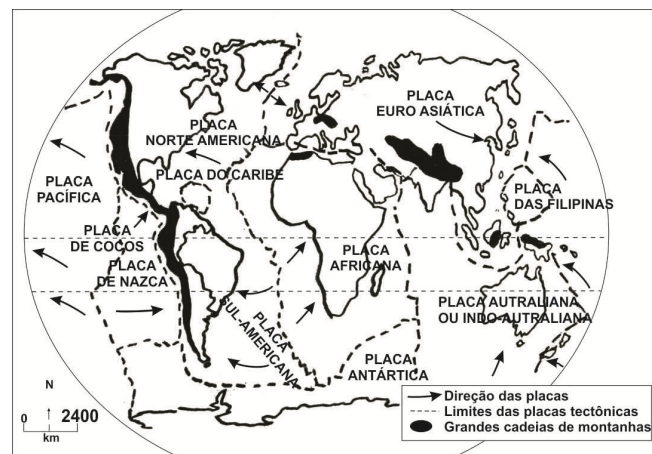 PLACA
EURO ASIÁTICA
PLACA
NORTE AMERICANA
PLACA DO CARIBE
PLACA
PACÍFICA
PLACA
DAS FILIPINAS
PLACA
DE COCOS
PLACA
DE NAZCA
PLACA
AFRICANA
PLACA
SUL-AMERICANA
PLACA AUTRALIANA
OU INDO-AUTRALIANA
PLACA
ANTÁRTICA
N
0 2400
km
Direção das placas
Limites das placas tectônicas
Grandes cadeias de montanhas